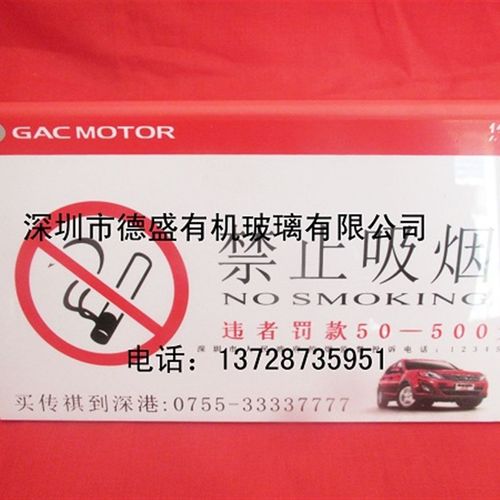 GAC MOTOR
深圳市德盛有机玻璃有限公司
禁止吸烟
NO SMOKING
违者罚款50—500
电话：13728735951
买传祺到深港:0755-33337777